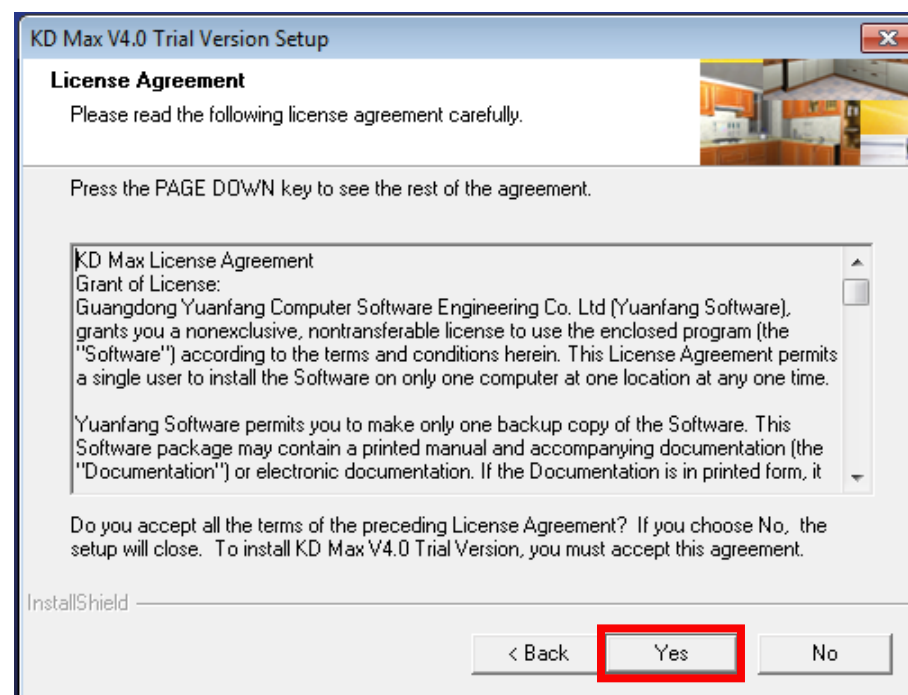 KD Max V4.0 Trial Version Setup
License Agreement
Please read the following license agreement carefully.
Press the PAGE DOWN key to see the rest of the agreement.
KD Max License Agreement
Grant of License:
Guangdong Yuanfang Computer Software Engineering Co. Ltd (Yuanfang Software),
grants you a nonexclusive, nontransferable license to use the enclosed program (the
"Software") according to the terms and conditions herein. This License Agreement permits
a single user to install the Software on only one computer at one location at any one time.
Yuanfang Software permits you to make only one backup copy of the Software. This
Software package may contain a printed manual and accompanying documentation (the
"Documentation") or electronic documentation. If the Documentation is in printed form, it
Do you accept all the terms of the preceding License Agreement? If you choose No, the
setup will close. To install KD Max V4.0 Trial Version, you must accept this agreement.
InstallShield
< Back Yes No